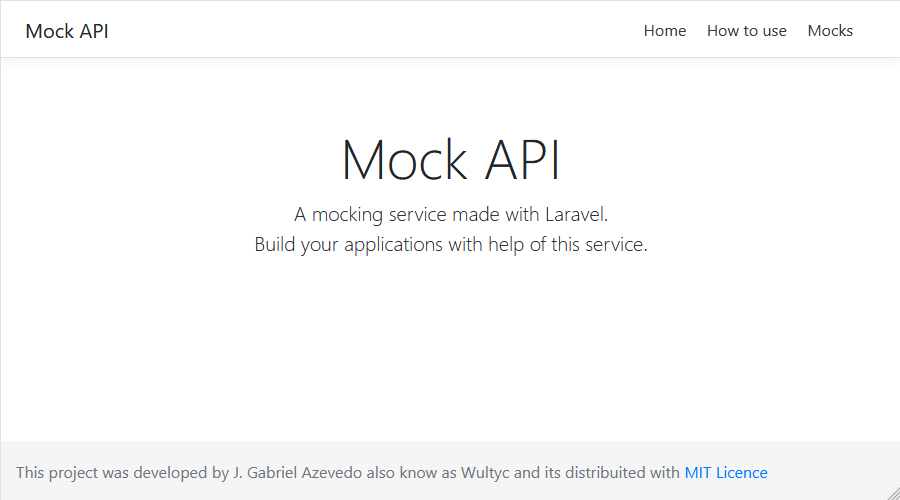 Mock API
Home How to use Mocks
Mock API
A mocking service made with Laravel.
Build your applications with help of this service.
This project was developed by J. Gabriel Azevedo also know as Wultyc and its distribuited with MIT Licence